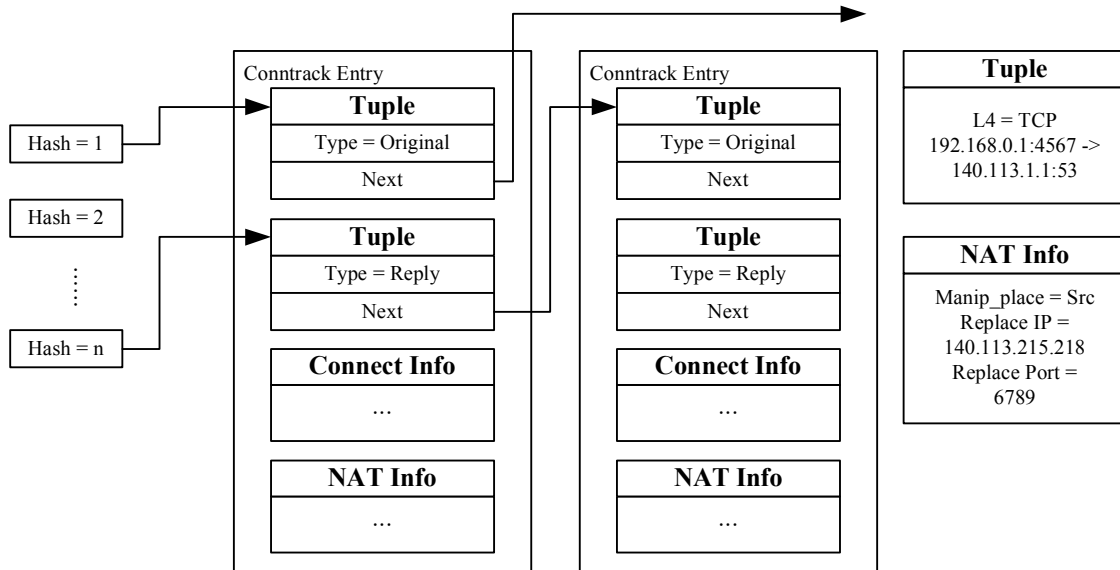 Hash = 1
Hash = 2
......
Hash = n
Conntrack Entry
Tuple
Type = Original
Next
Tuple
Type = Reply
Next
Connect Info
...
NAT Info
...
Conntrack Entry
Tuple
Type = Original
Next
Tuple
Type = Reply
Next
Connect Info
...
NAT Info
...
Tuple
L4 = TCP
192.168.0.1:4567 ->
140.113.1.1:53
NAT Info
Manip_place = Src
Replace IP =
140.113.215.218
Replace Port =
6789